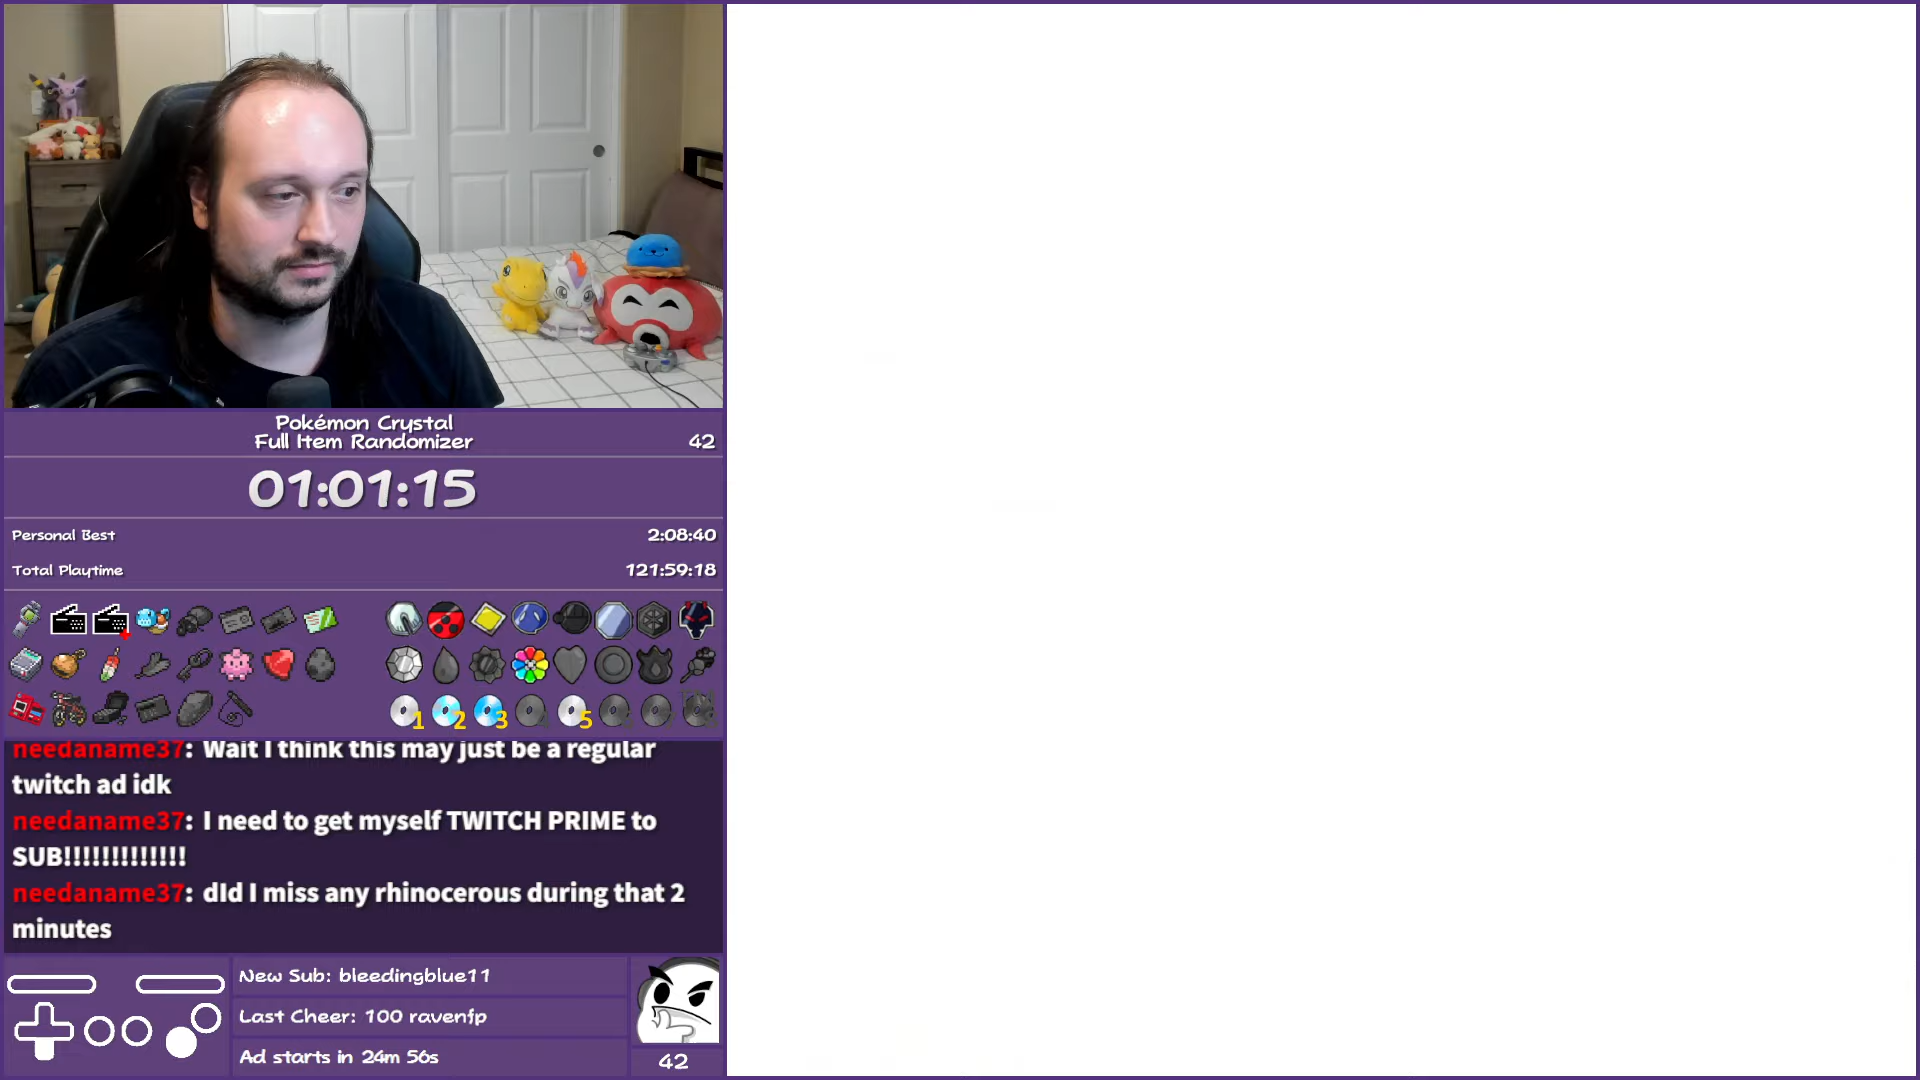 Pokémon Crystal
Full Item Randomizer
42
01:01:15
Personal Best 2:08:40
Total Playtime 121:59:18
1 2 3 5
needaname37: Wait I think this may just be a regular
twitch ad idk
needaname37: I need to get myself TWITCH PRIME to
SUB!!!!!!!!!!!!!
needaname37: dId I miss any rhinocerous during that 2
minutes
New Sub: bleedingblue11
Last Cheer: 100 ravenfp
Ad starts in 24m 56s
42